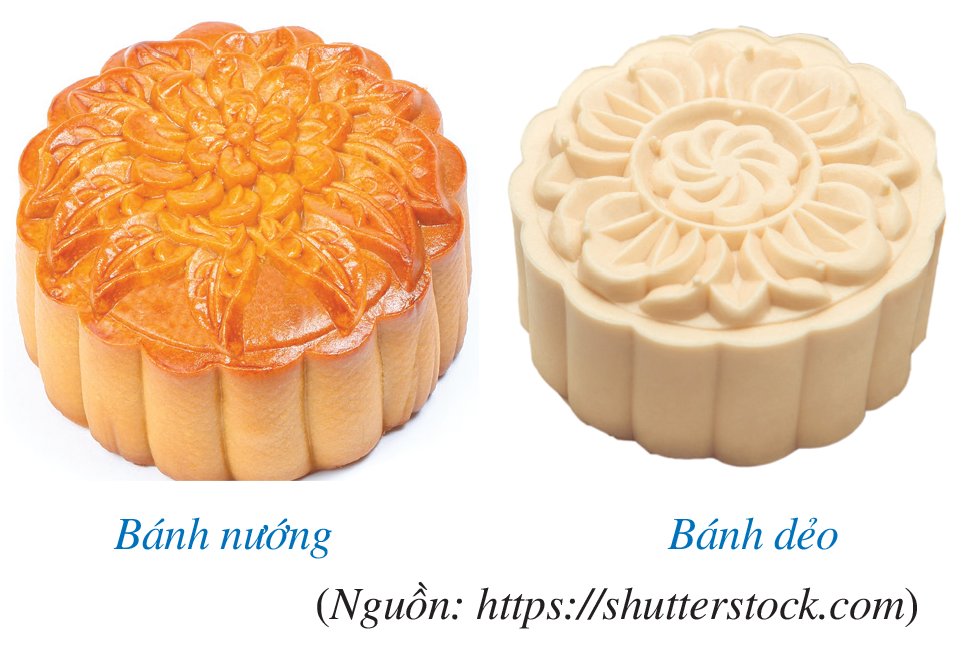 Bánh nướng
Bánh dẻo
(Nguồn: https://shutterstock.com)